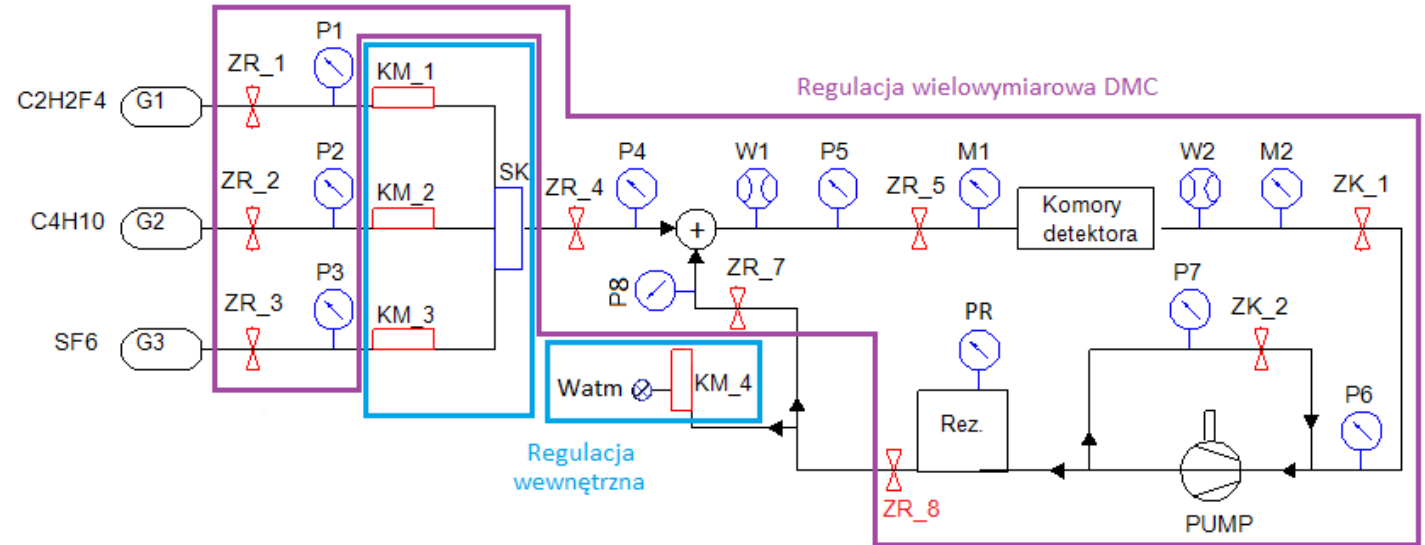 P1
ZR_1
KM_1
C2H2F4
G1
Regulacja wielowymiarowa DMC
P2
ZR_2
KM_2
SK
ZR_4
P4
W1
P5
ZR_5
M1
W2
M2
ZK_1
C4H10
G2
Komory
detektora
+
P3
ZR_3
KM_3
SF6
G3
P8
ZR_7
P7
ZK_2
PR
Watm
KM_4
Rez.
P6
Regulacja
wewnętrzna
ZR_8
PUMP